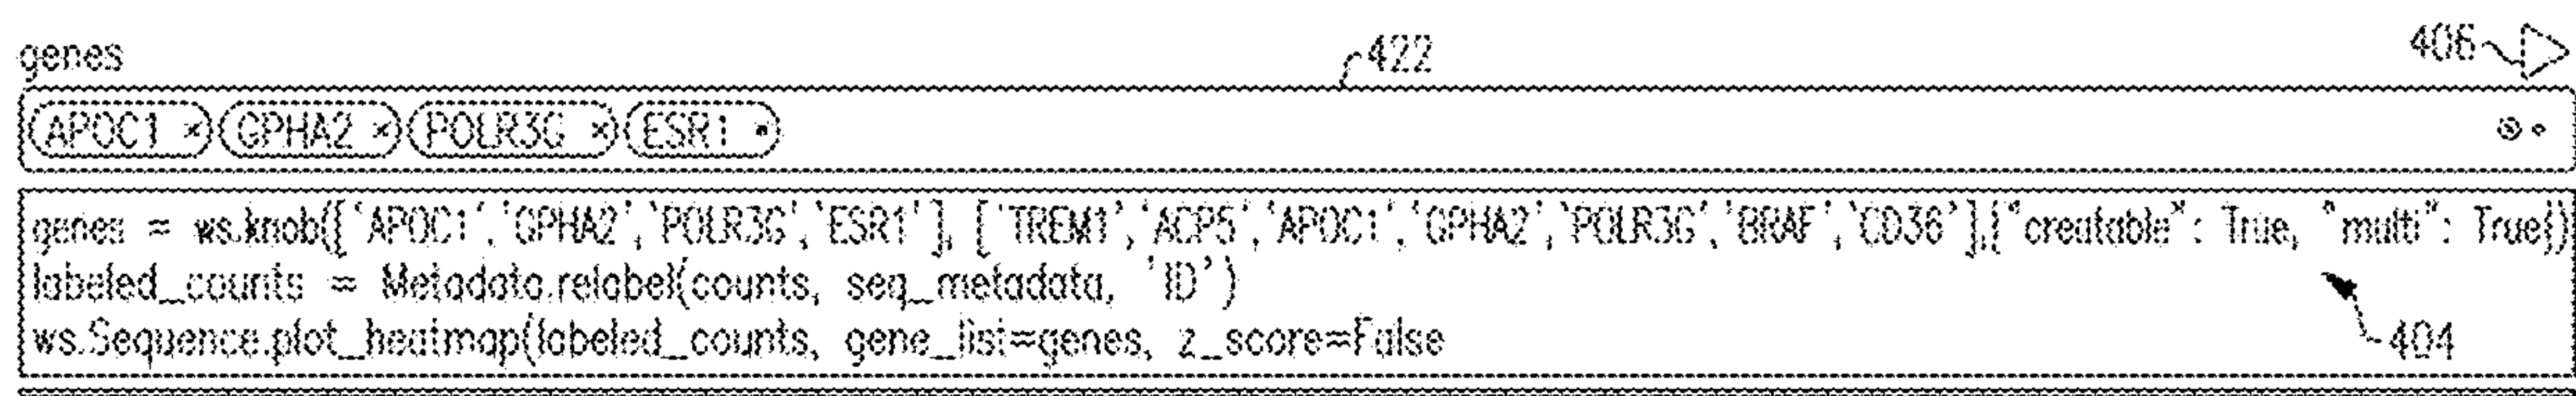 genes 422 406
APOC1 × GPHA2 × POLR3G × ESR1 ×
genes = ws.knob(['APOC1','GPHA2','POLR3G','ESR1'], ['TREM1','ACP5','APOC1','GPHA2','POLR3G','BRAF','CD36'],{"creatable": True, "multi": True})
labeled_counts = Metadata.relabel(counts, seq_metadata, 'ID')
ws.Sequence.plot_heatmap(labeled_counts, gene_list=genes, z_score=False
404